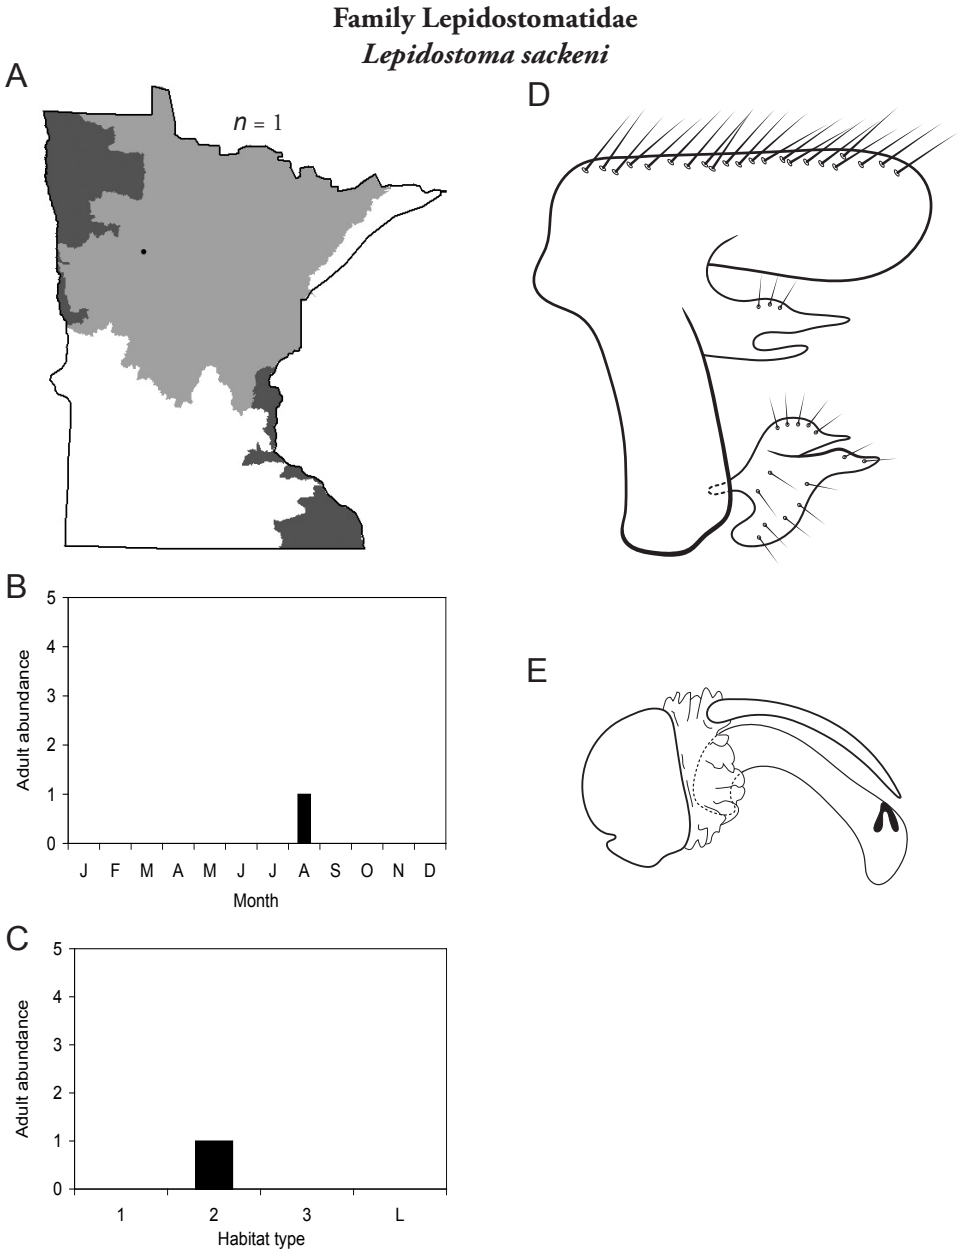 Family Lepidostomatidae
Lepidostoma sackeni
A
n = 1
D
B
5
4
3
2
1
0
Adult abundance
J F M A M J J A S O N D
Month
E
C
5
4
3
2
1
0
Adult abundance
1 2 3 L
Habitat type